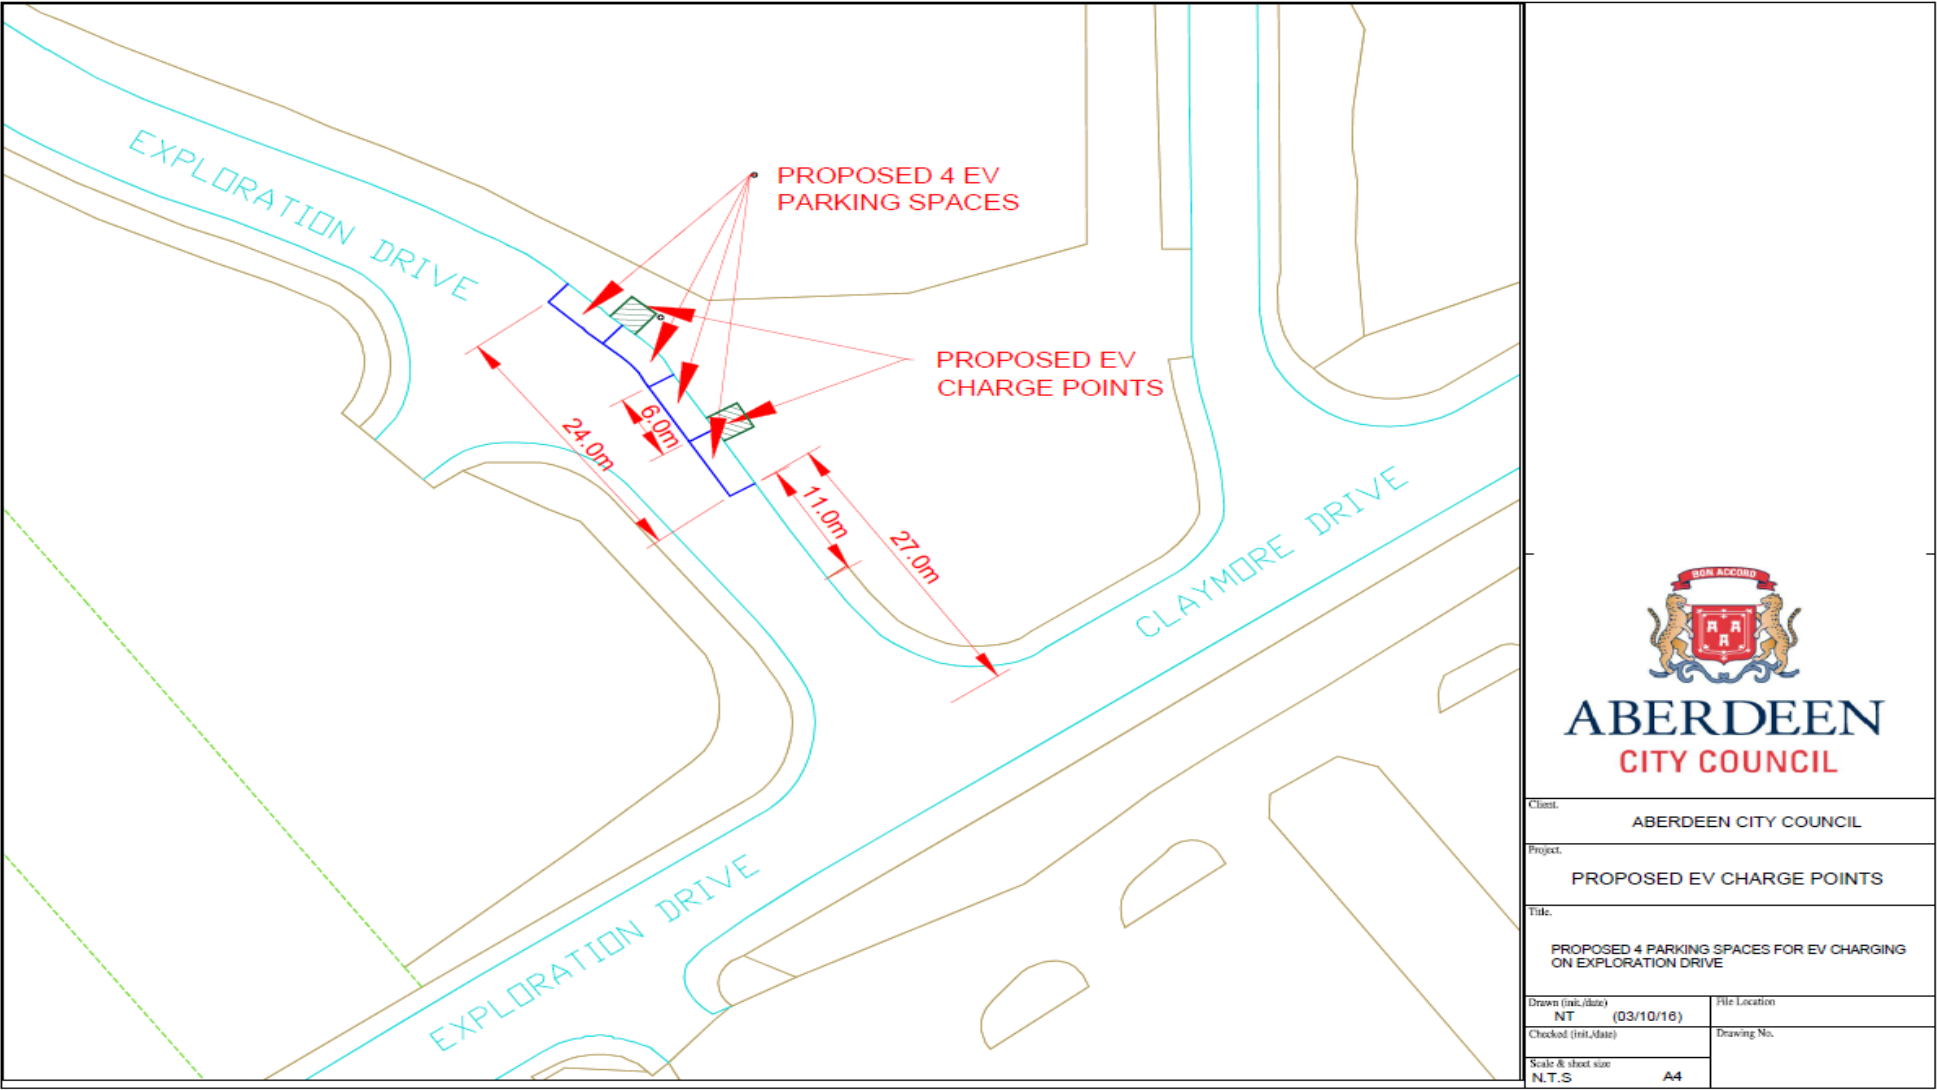 EXPLORATION DRIVE
PROPOSED 4 EV
PARKING SPACES
PROPOSED EV
CHARGE POINTS
24.0m
6.0m
11.0m
27.0m
CLAYMORE DRIVE
EXPLORATION DRIVE
BON ACCORD
ABERDEEN
CITY COUNCIL
Client.
ABERDEEN CITY COUNCIL
Project.
PROPOSED EV CHARGE POINTS
Title.
PROPOSED 4 PARKING SPACES FOR EV CHARGING
ON EXPLORATION DRIVE
Drawn (init./date)
NT (03/10/16)
File Location
Checked (init./date)
Drawing No.
Scale & sheet size
N.T.S A4